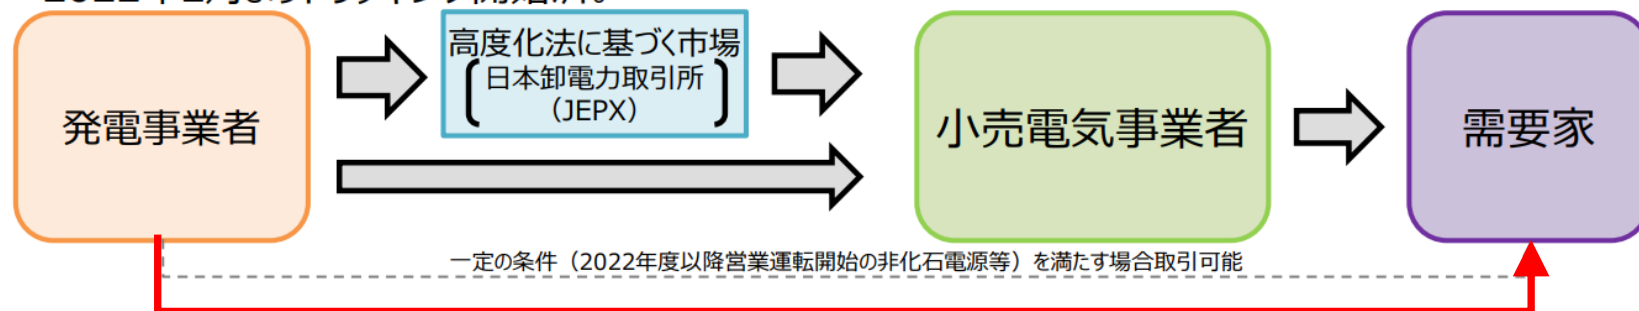 発電事業者
高度化法に基づく市場
日本卸電力取引所
（JEPX）
小売電気事業者
需要家
一定の条件（2022年度以降営業運転開始の非化石電源等）を満たす場合取引可能